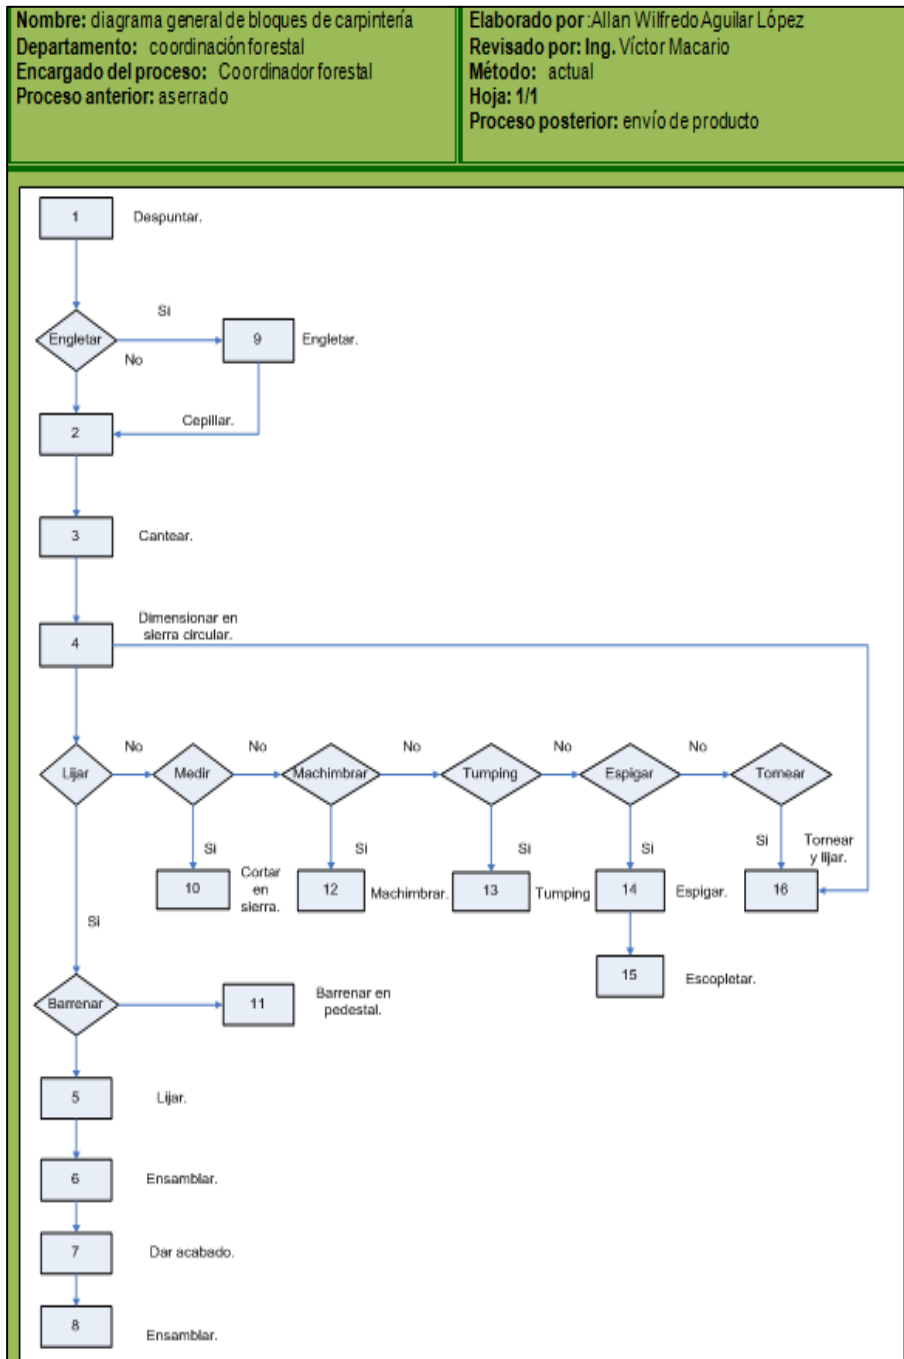 Nombre: diagrama general de bloques de carpintería
Departamento: coordinación forestal
Encargado del proceso: Coordinador forestal
Proceso anterior: aserrado
Elaborado por :Allan Wilfredo Aguilar López
Revisado por: Ing. Víctor Macario
Método: actual
Hoja: 1/1
Proceso posterior: envío de producto
1
Despuntar.
Si
Engletar
9
Engletar.
No
Cepillar.
2
3
Cantear.
Dimensionar en
sierra circular.
4
No
No
No
No
No
Lijar
Medir
Machimbrar
Tumping
Espigar
Tornear
Si
Si
Si
Si
Si
Tornear
y lijar.
10
Cortar
en
sierra.
12
Machimbrar.
13
Tumping
14
Espigar.
16
Si
15
Escopletar.
Barrenar
11
Barrenar en
pedestal.
5
Lijar.
6
Ensamblar.
7
Dar acabado.
8
Ensamblar.